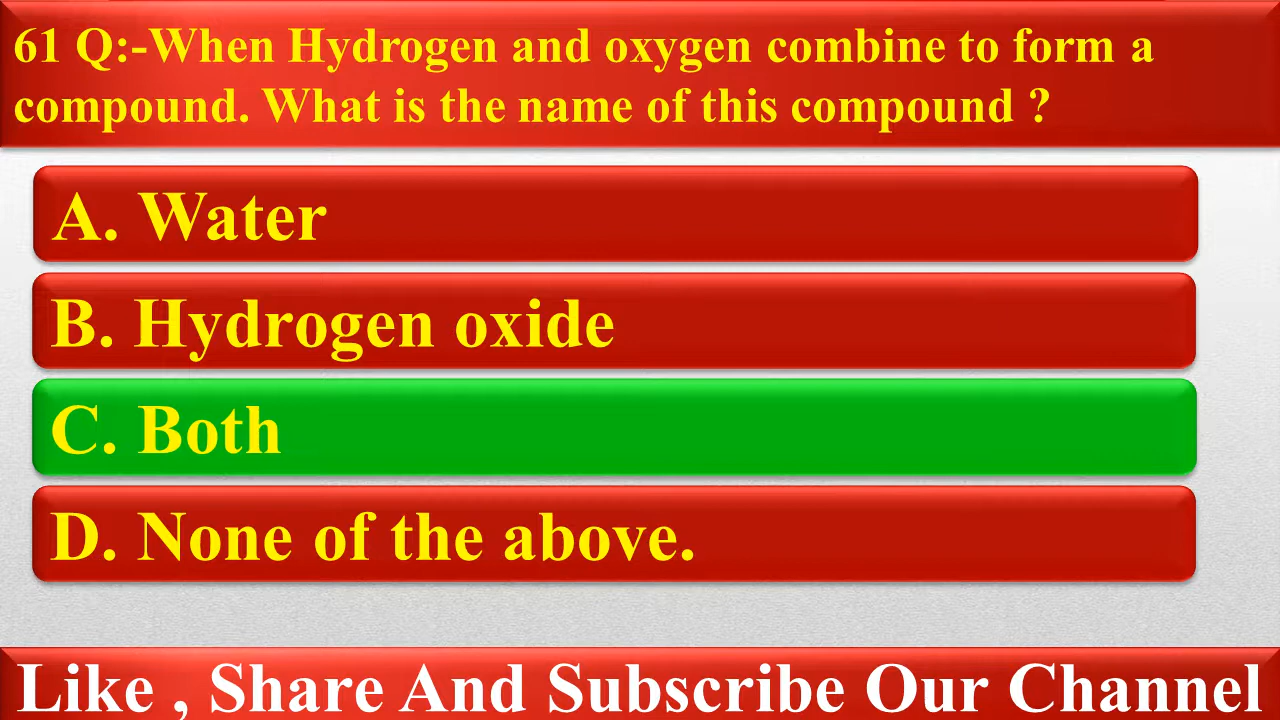 61 Q:-When Hydrogen and oxygen combine to form a
compound. What is the name of this compound ?
A. Water
B. Hydrogen oxide
C. Both
D. None of the above.
Like , Share And Subscribe Our Channel